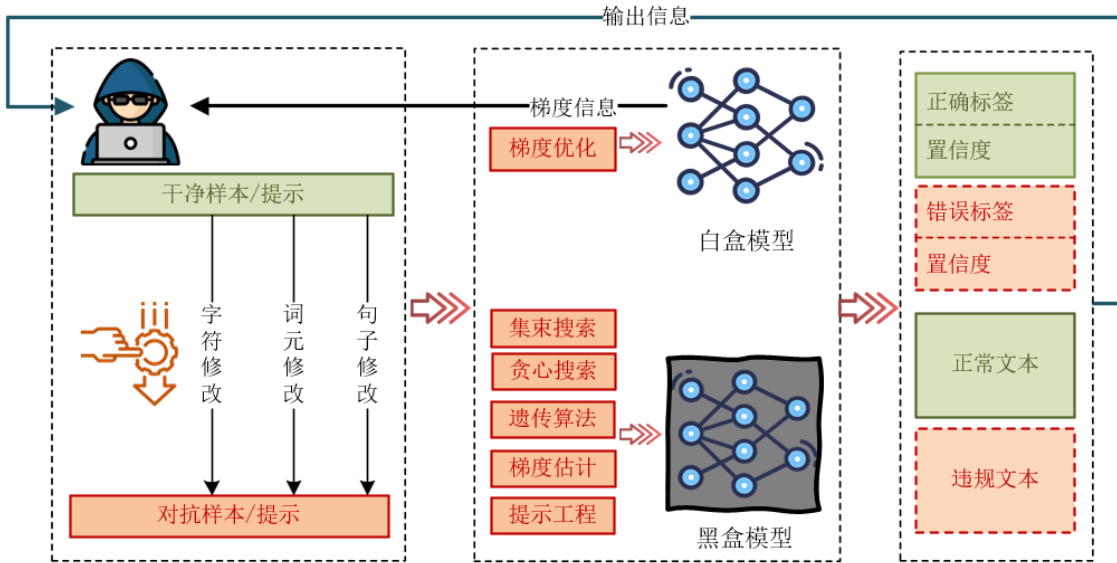 输出信息
梯度信息
干净样本/提示
字符修改
词元修改
句子修改
对抗样本/提示
梯度优化
白盒模型
集束搜索
贪心搜索
遗传算法
梯度估计
提示工程
黑盒模型
正确标签
置信度
错误标签
置信度
正常文本
违规文本